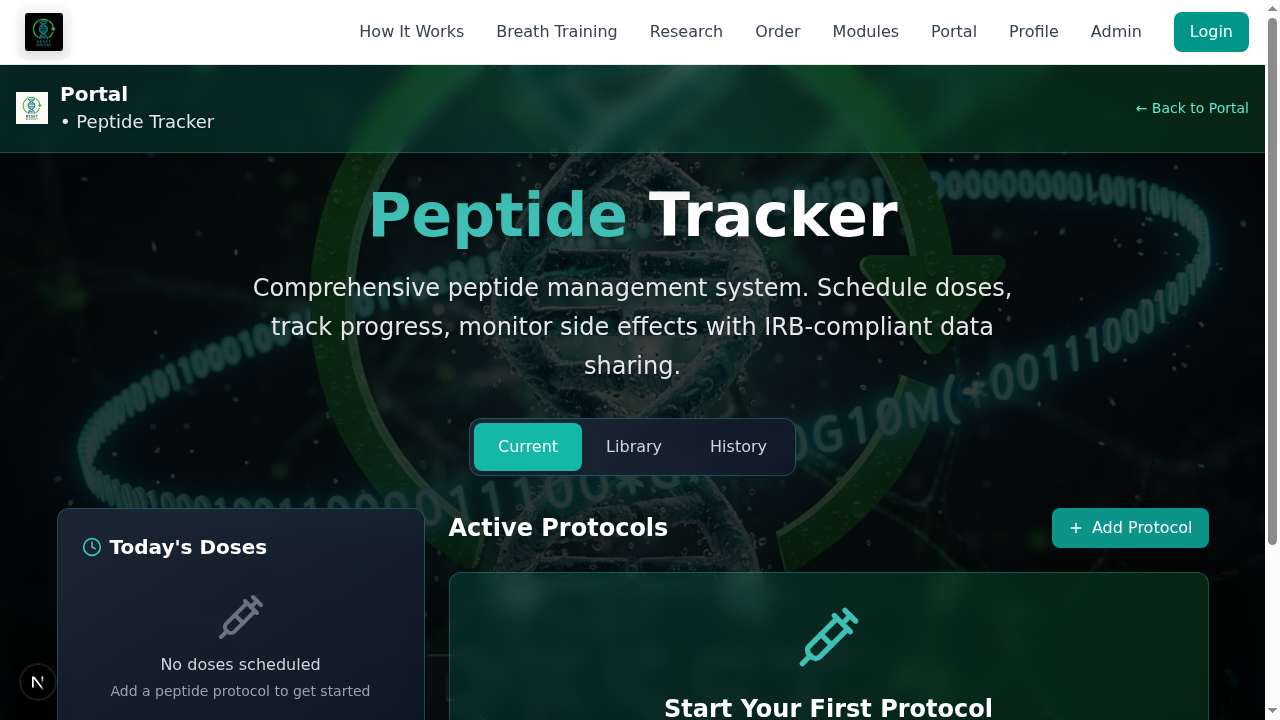 How It Works
Breath Training
Research
Order
Modules
Portal
Profile
Admin
Login
Portal
• Peptide Tracker
← Back to Portal
Peptide Tracker
Comprehensive peptide management system. Schedule doses,
track progress, monitor side effects with IRB-compliant data
sharing.
Current
Library
History
Today's Doses
No doses scheduled
Add a peptide protocol to get started
Active Protocols
+ Add Protocol
Start Your First Protocol
N